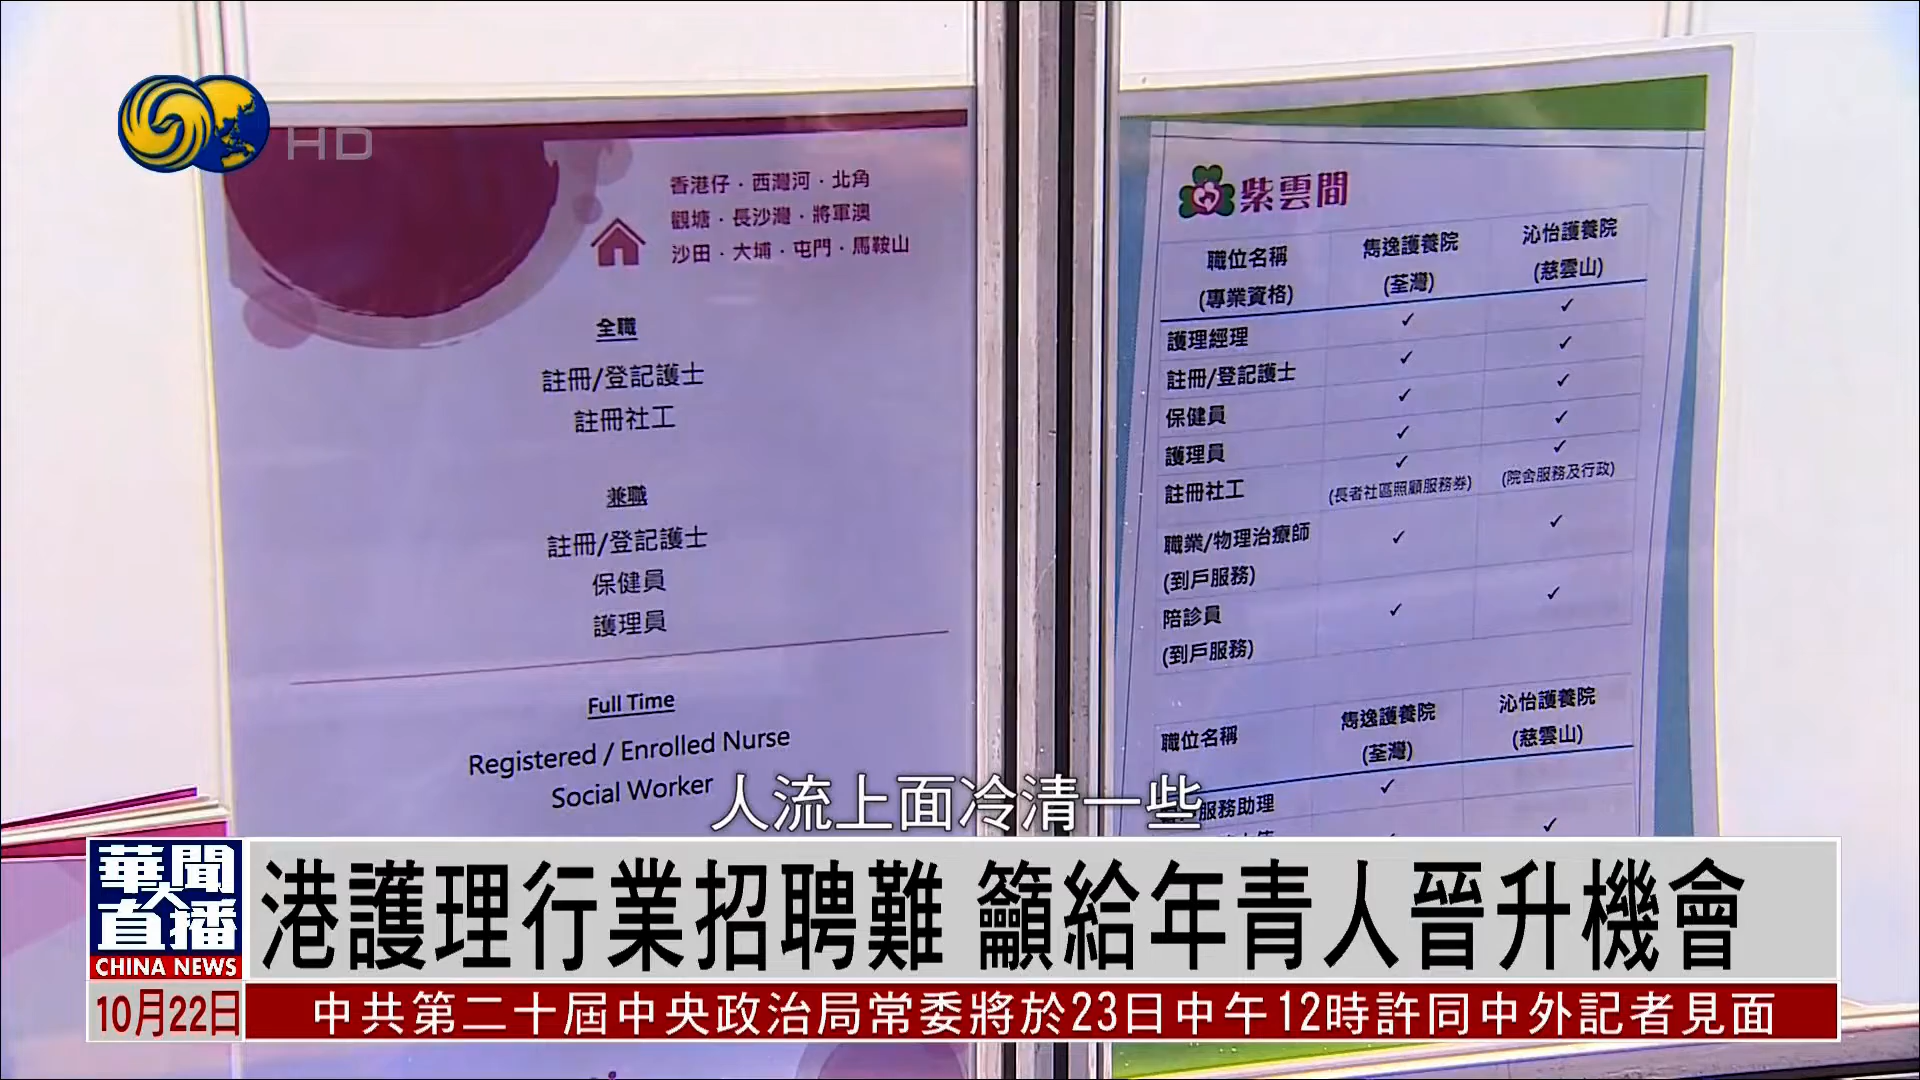 HD
香港仔 · 西灣河 · 北角
觀塘 · 長沙灣 · 將軍澳
沙田 · 大埔 · 屯門 · 馬鞍山
全職
註冊/登記護士
註冊社工
兼職
註冊/登記護士
保健員
護理員
Full Time
Registered / Enrolled Nurse
Social Worker
紫雲間
職位名稱 雋逸護養院 沁怡護養院
(專業資格) (荃灣) (慈雲山)
護理經理 ✓ ✓
註冊/登記護士 ✓ ✓
保健員 ✓ ✓
護理員 ✓ ✓
註冊社工 ✓ ✓
(長者社區照顧服務券) (院舍服務及行政)
職業/物理治療師 ✓ ✓
(到戶服務)
陪診員 ✓ ✓
(到戶服務)
職位名稱 雋逸護養院 沁怡護養院
(荃灣) (慈雲山)
服務助理 ✓
✓
人流上面冷清一些
華聞大直播
CHINA NEWS
港護理行業招聘難 籲給年青人晉升機會
10月22日
中共第二十屆中央政治局常委將於23日中午12時許同中外記者見面